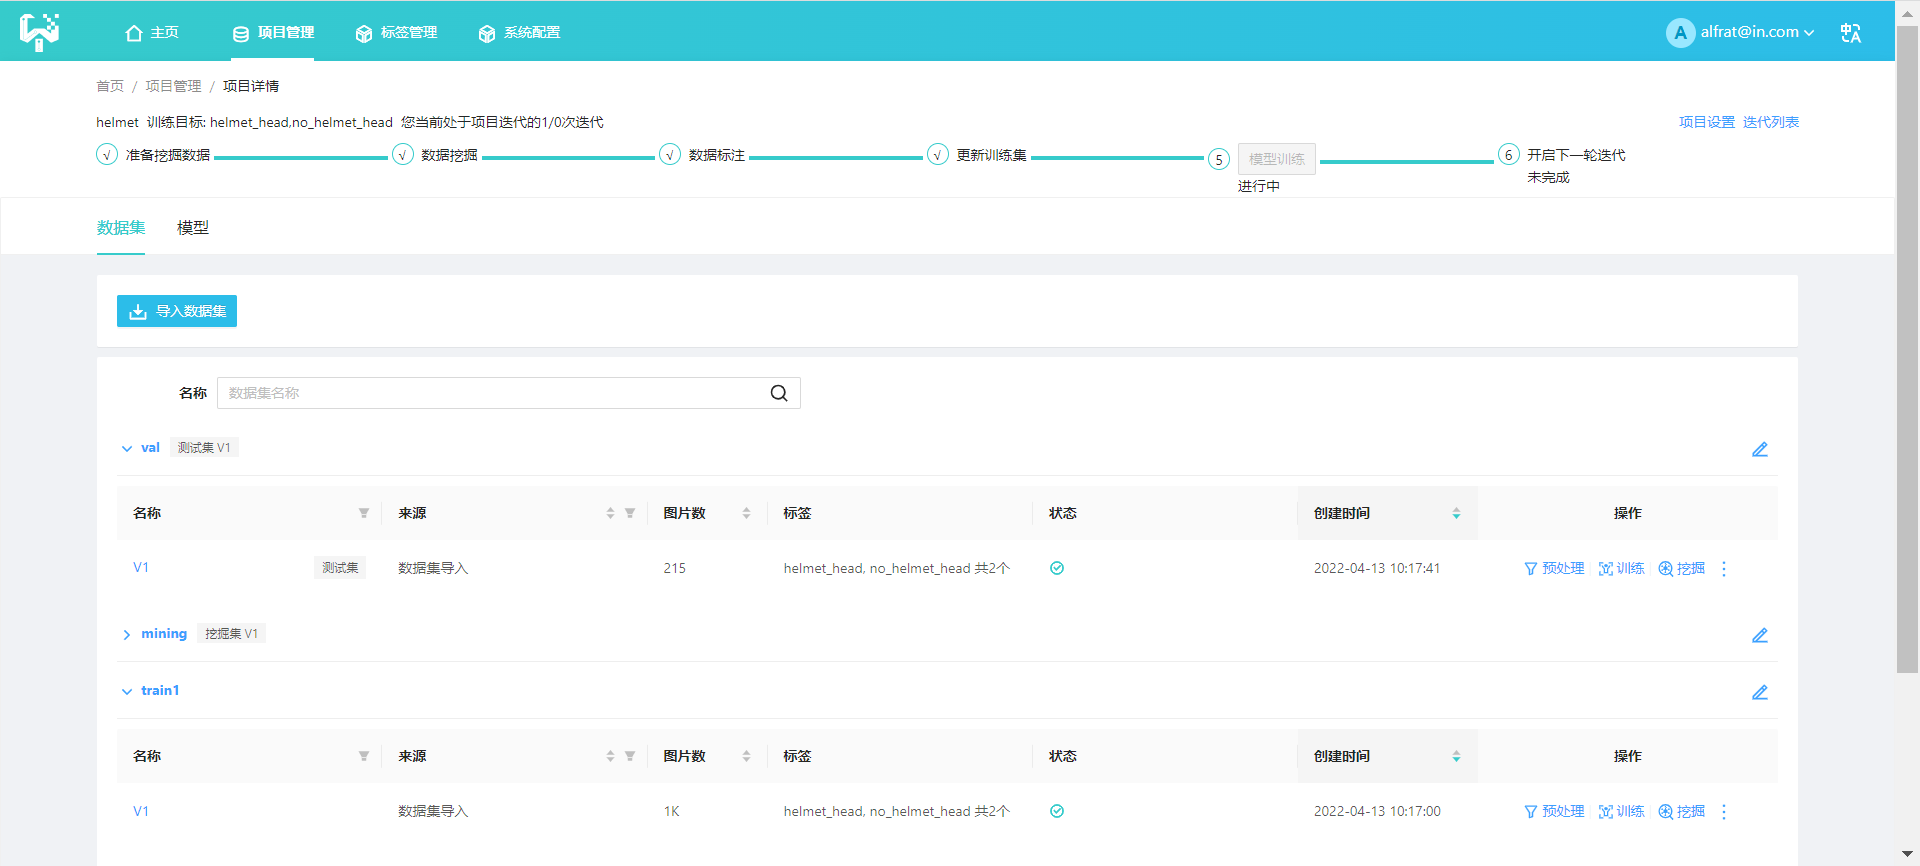 主页 项目管理 标签管理 系统配置 A alfrat@in.com 中A
首页 / 项目管理 / 项目详情
helmet 训练目标: helmet_head,no_helmet_head 您当前处于项目迭代的1/0次迭代 项目设置 迭代列表
√ 准备挖掘数据 √ 数据挖掘 √ 数据标注 √ 更新训练集 5 模型训练 6 开启下一轮迭代
进行中 未完成
数据集 模型
导入数据集
名称 数据集名称
val 测试集 V1
名称 来源 图片数 标签 状态 创建时间 操作
V1 测试集 数据集导入 215 helmet_head, no_helmet_head 共2个 2022-04-13 10:17:41 预处理 训练 挖掘
mining 挖掘集 V1
train1
名称 来源 图片数 标签 状态 创建时间 操作
V1 数据集导入 1K helmet_head, no_helmet_head 共2个 2022-04-13 10:17:00 预处理 训练 挖掘